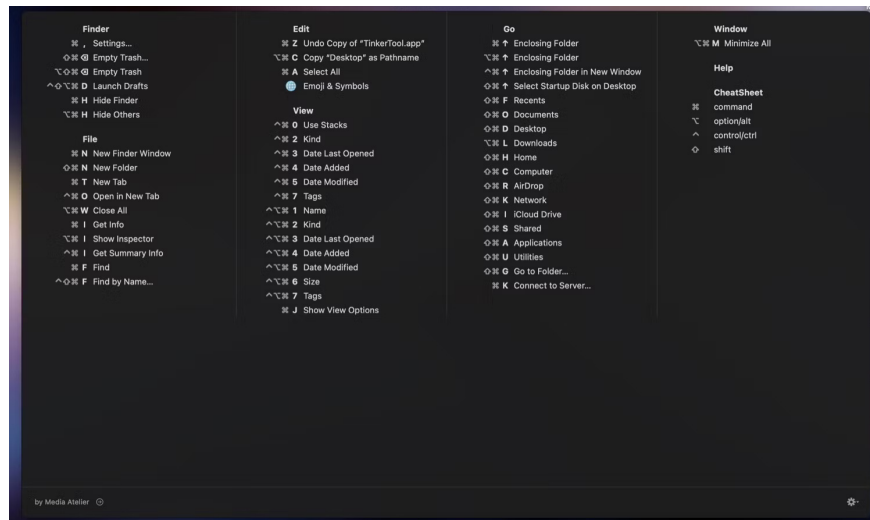 Finder
⌘ , Settings...
⇧⌘⌫ Empty Trash...
⌥⇧⌘⌫ Empty Trash
^⇧⌥⌘ D Launch Drafts
⌘ H Hide Finder
⌥⌘ H Hide Others
File
⌘ N New Finder Window
⇧⌘ N New Folder
⌘ T New Tab
^⌘ O Open in New Tab
⌥⌘ W Close All
⌘ I Get Info
⌥⌘ I Show Inspector
^⌘ I Get Summary Info
⌘ F Find
^⇧⌘ F Find by Name...
Edit
⌘ Z Undo Copy of “TinkerTool.app”
⌥⌘ C Copy “Desktop” as Pathname
⌘ A Select All
🌐 Emoji & Symbols
View
^⌘ 0 Use Stacks
^⌘ 2 Kind
^⌘ 3 Date Last Opened
^⌘ 4 Date Added
^⌘ 5 Date Modified
^⌘ 7 Tags
^⌥⌘ 1 Name
^⌥⌘ 2 Kind
^⌥⌘ 3 Date Last Opened
^⌥⌘ 4 Date Added
^⌥⌘ 5 Date Modified
^⌥⌘ 6 Size
^⌥⌘ 7 Tags
⌘ J Show View Options
Go
⌘ ↑ Enclosing Folder
⌥⌘ ↑ Enclosing Folder
^⌘ ↑ Enclosing Folder in New Window
⇧⌘ ↑ Select Startup Disk on Desktop
⇧⌘ F Recents
⇧⌘ O Documents
⇧⌘ D Desktop
⌥⌘ L Downloads
⇧⌘ H Home
⇧⌘ C Computer
⇧⌘ R AirDrop
⇧⌘ K Network
⇧⌘ I iCloud Drive
⇧⌘ S Shared
⇧⌘ A Applications
⇧⌘ U Utilities
⇧⌘ G Go to Folder...
⌘ K Connect to Server...
Window
⌥⌘ M Minimize All
Help
CheatSheet
⌘ command
⌥ option/alt
^ control/ctrl
⇧ shift
by Media Atelier